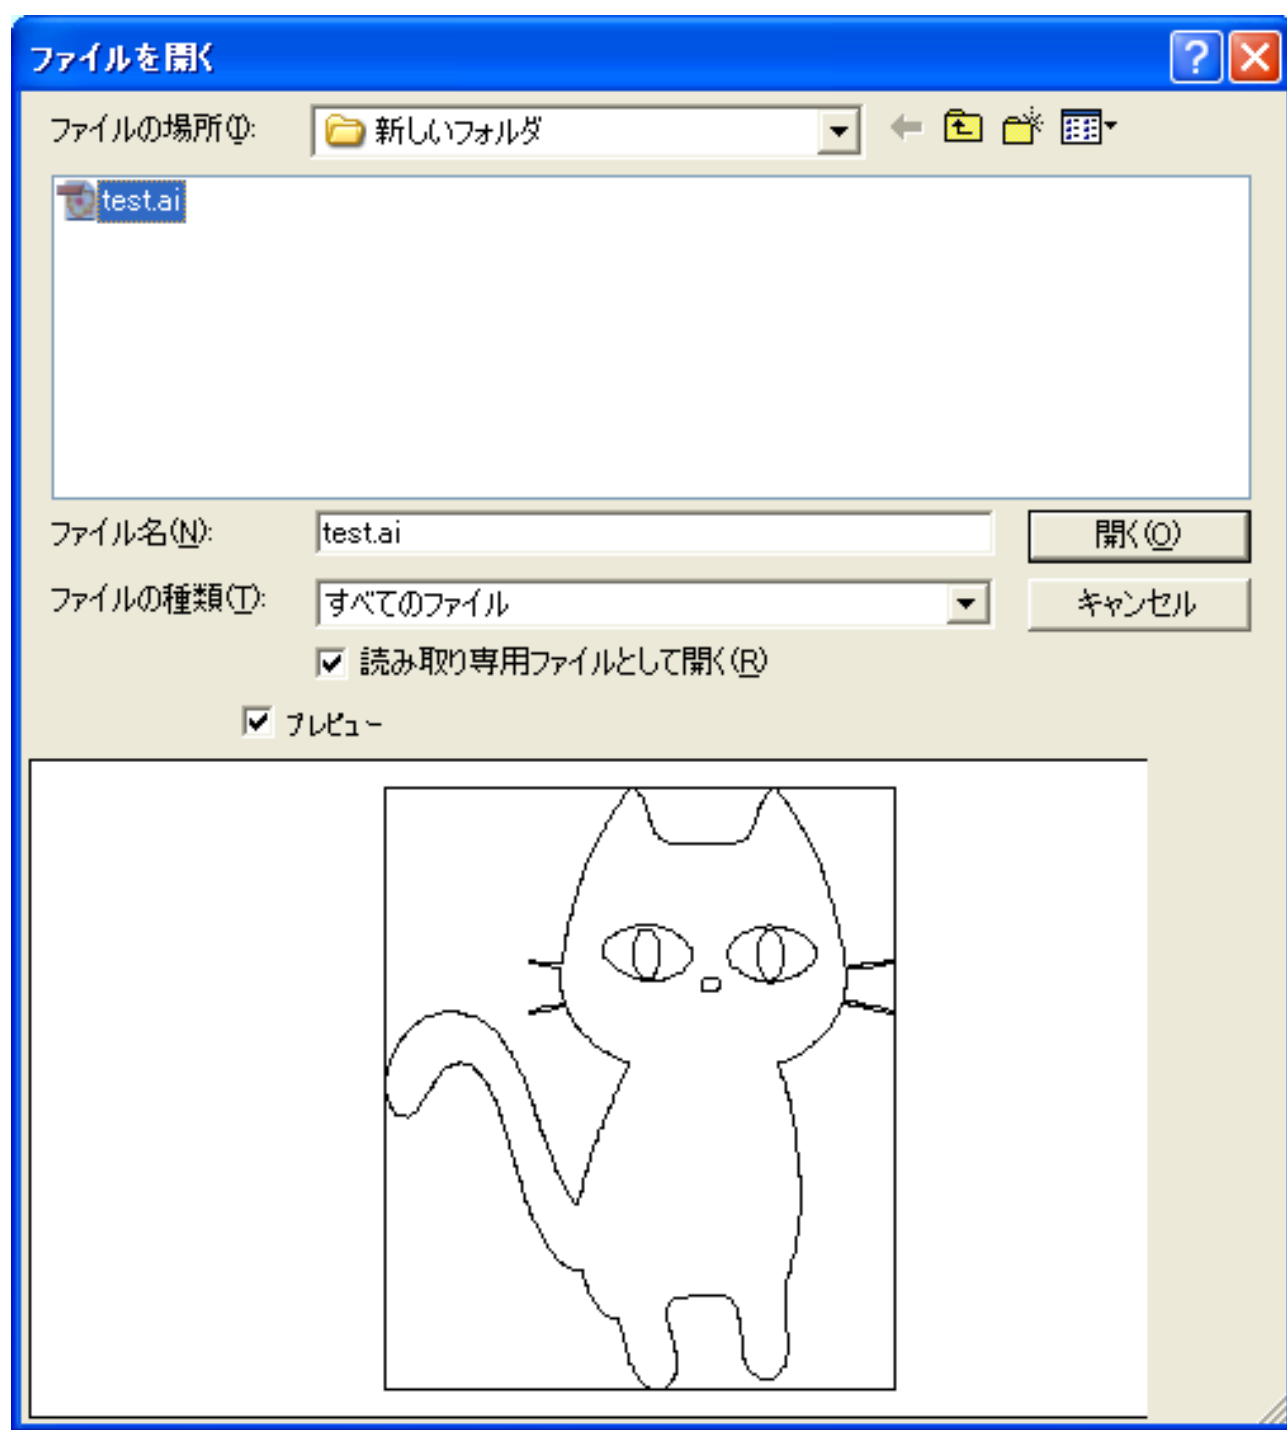 ファイルを開く
ファイルの場所(I):
新しいフォルダ
test.ai
ファイル名(N):
test.ai
開く(O)
ファイルの種類(T):
すべてのファイル
キャンセル
読み取り専用ファイルとして開く(R)
プレビュー